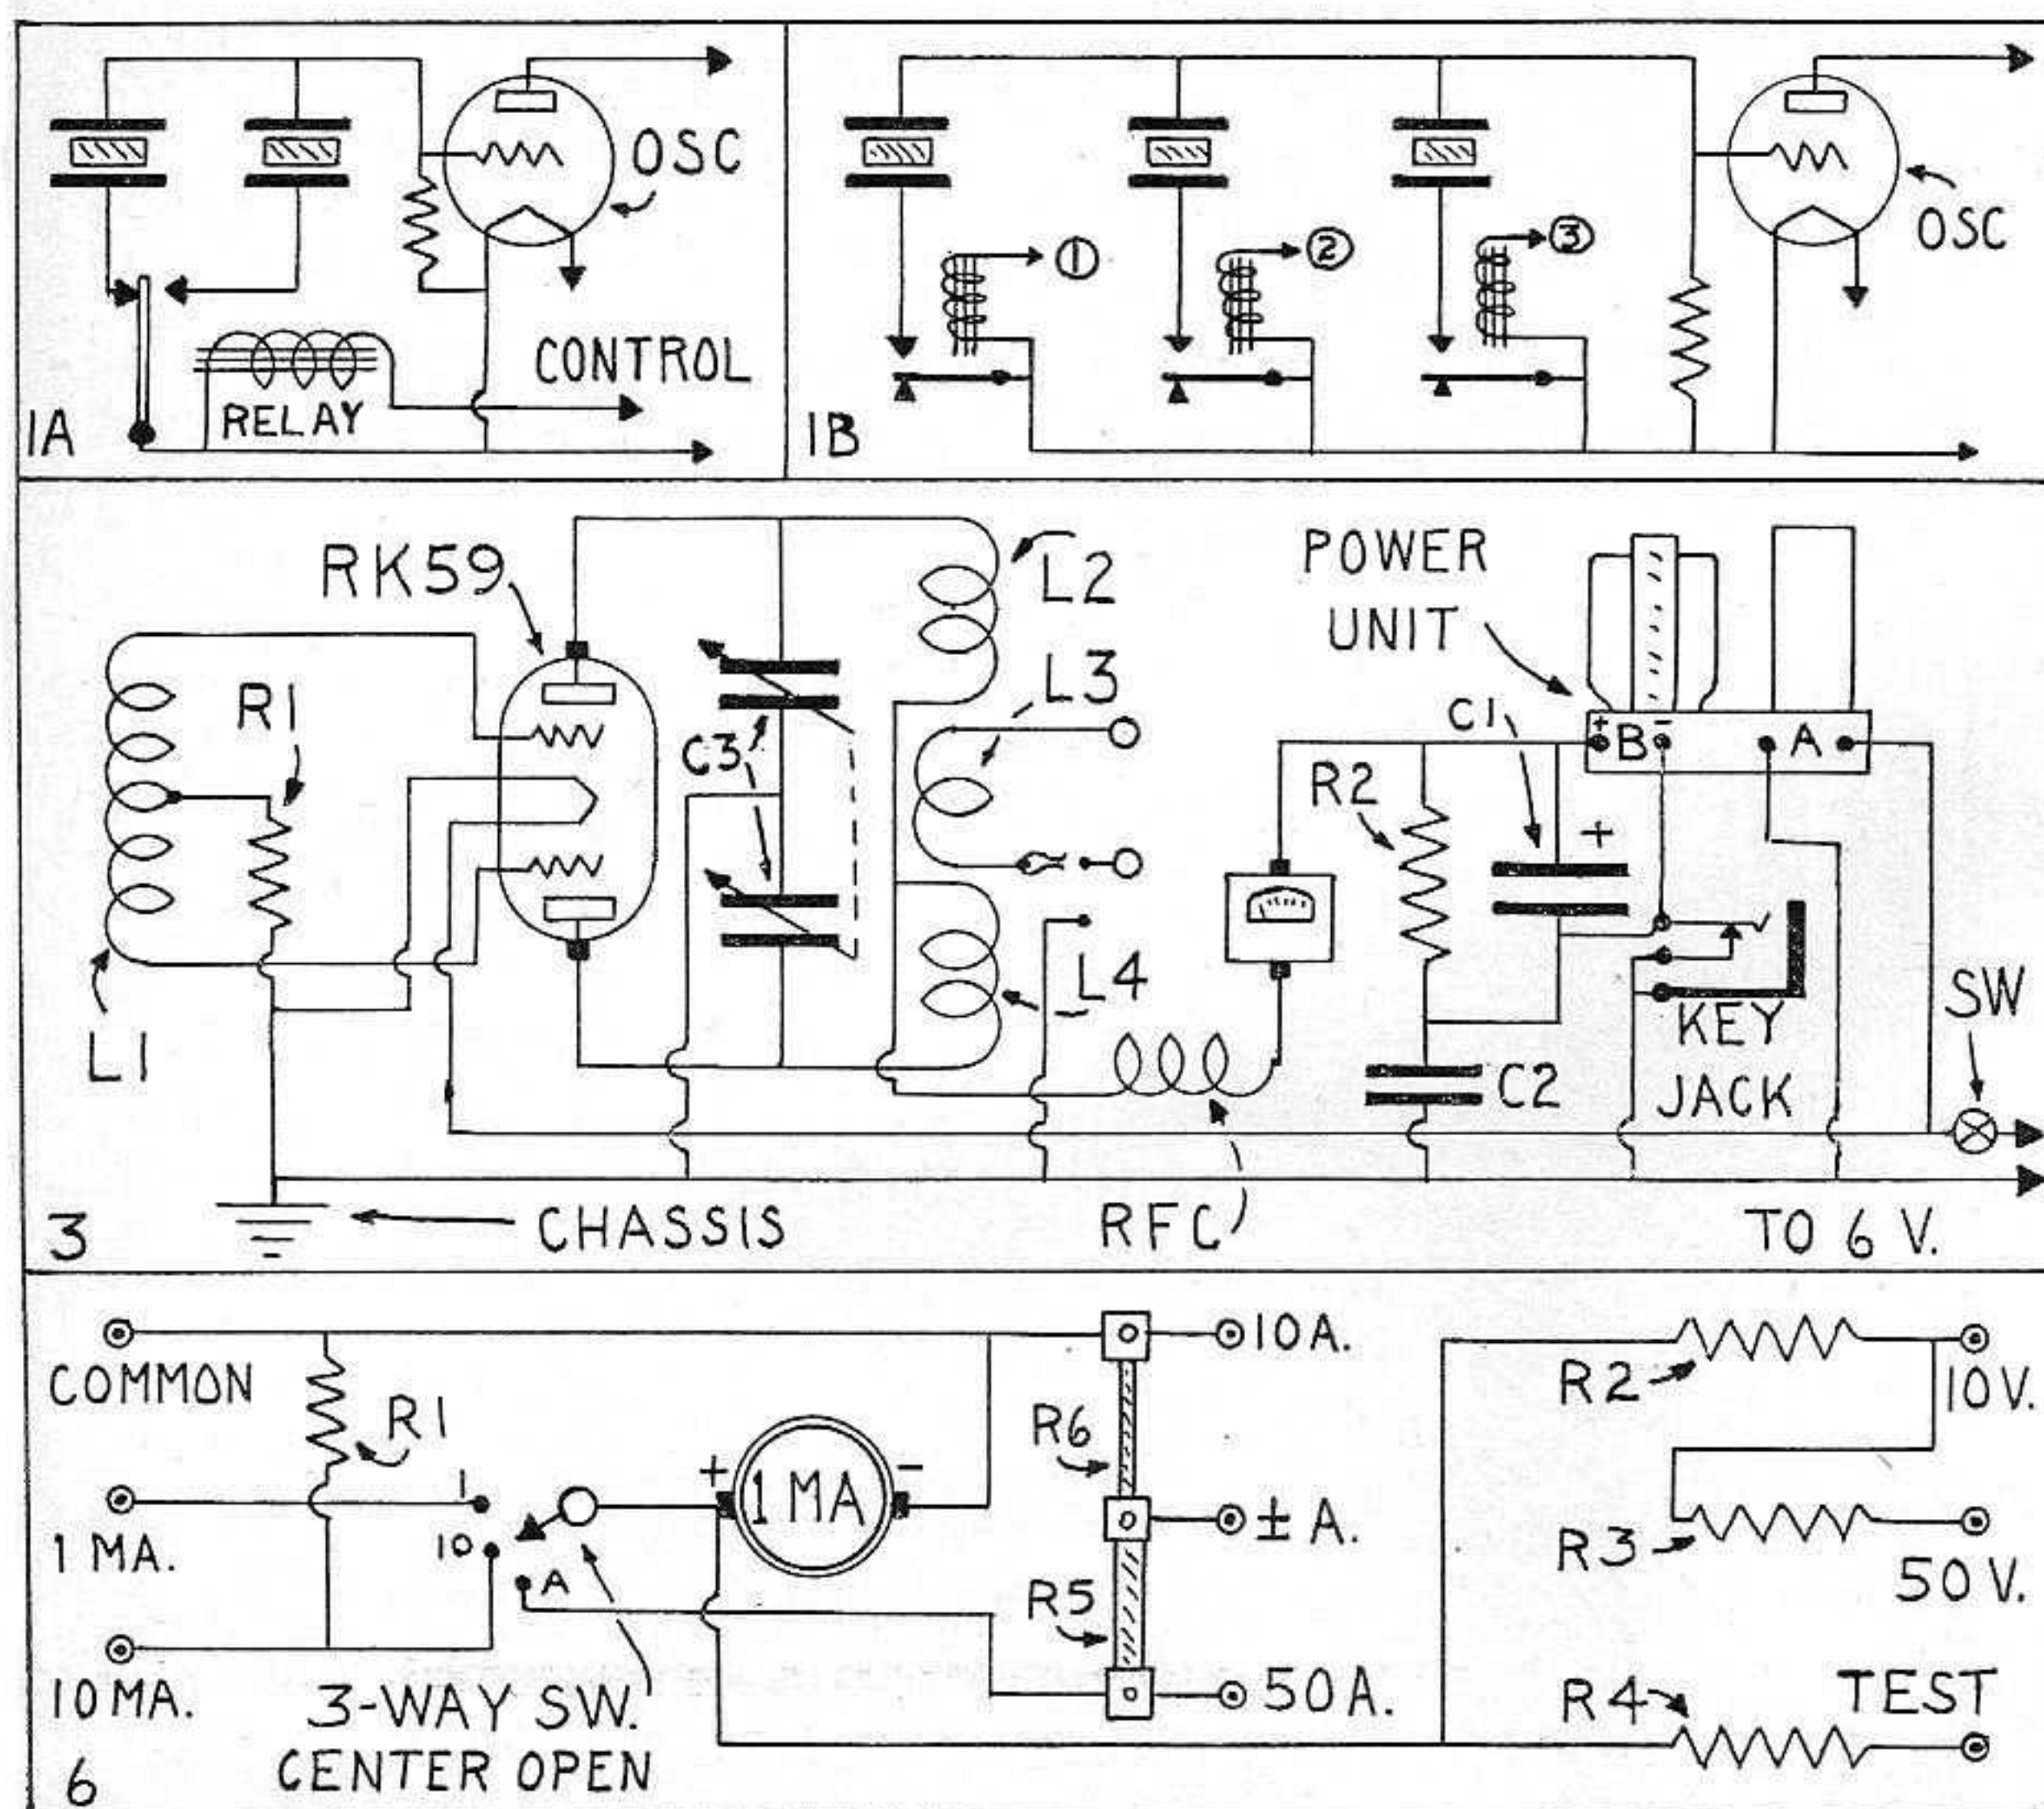 OSC
CONTROL
RELAY
1A
1
2
3
OSC
1B
RK59
L2
POWER
UNIT
L3
R1
C3
C1
+ B -
A
R2
+
L4
SW
KEY
JACK
L1
C2
CHASSIS
RFC
TO 6 V.
3
COMMON
10A.
R2
10V.
R1
R6
1
+
1 MA
-
± A.
1 MA.
10
R3
50V.
A
R5
10MA.
3-WAY SW.
CENTER OPEN
50A.
R4
TEST
6